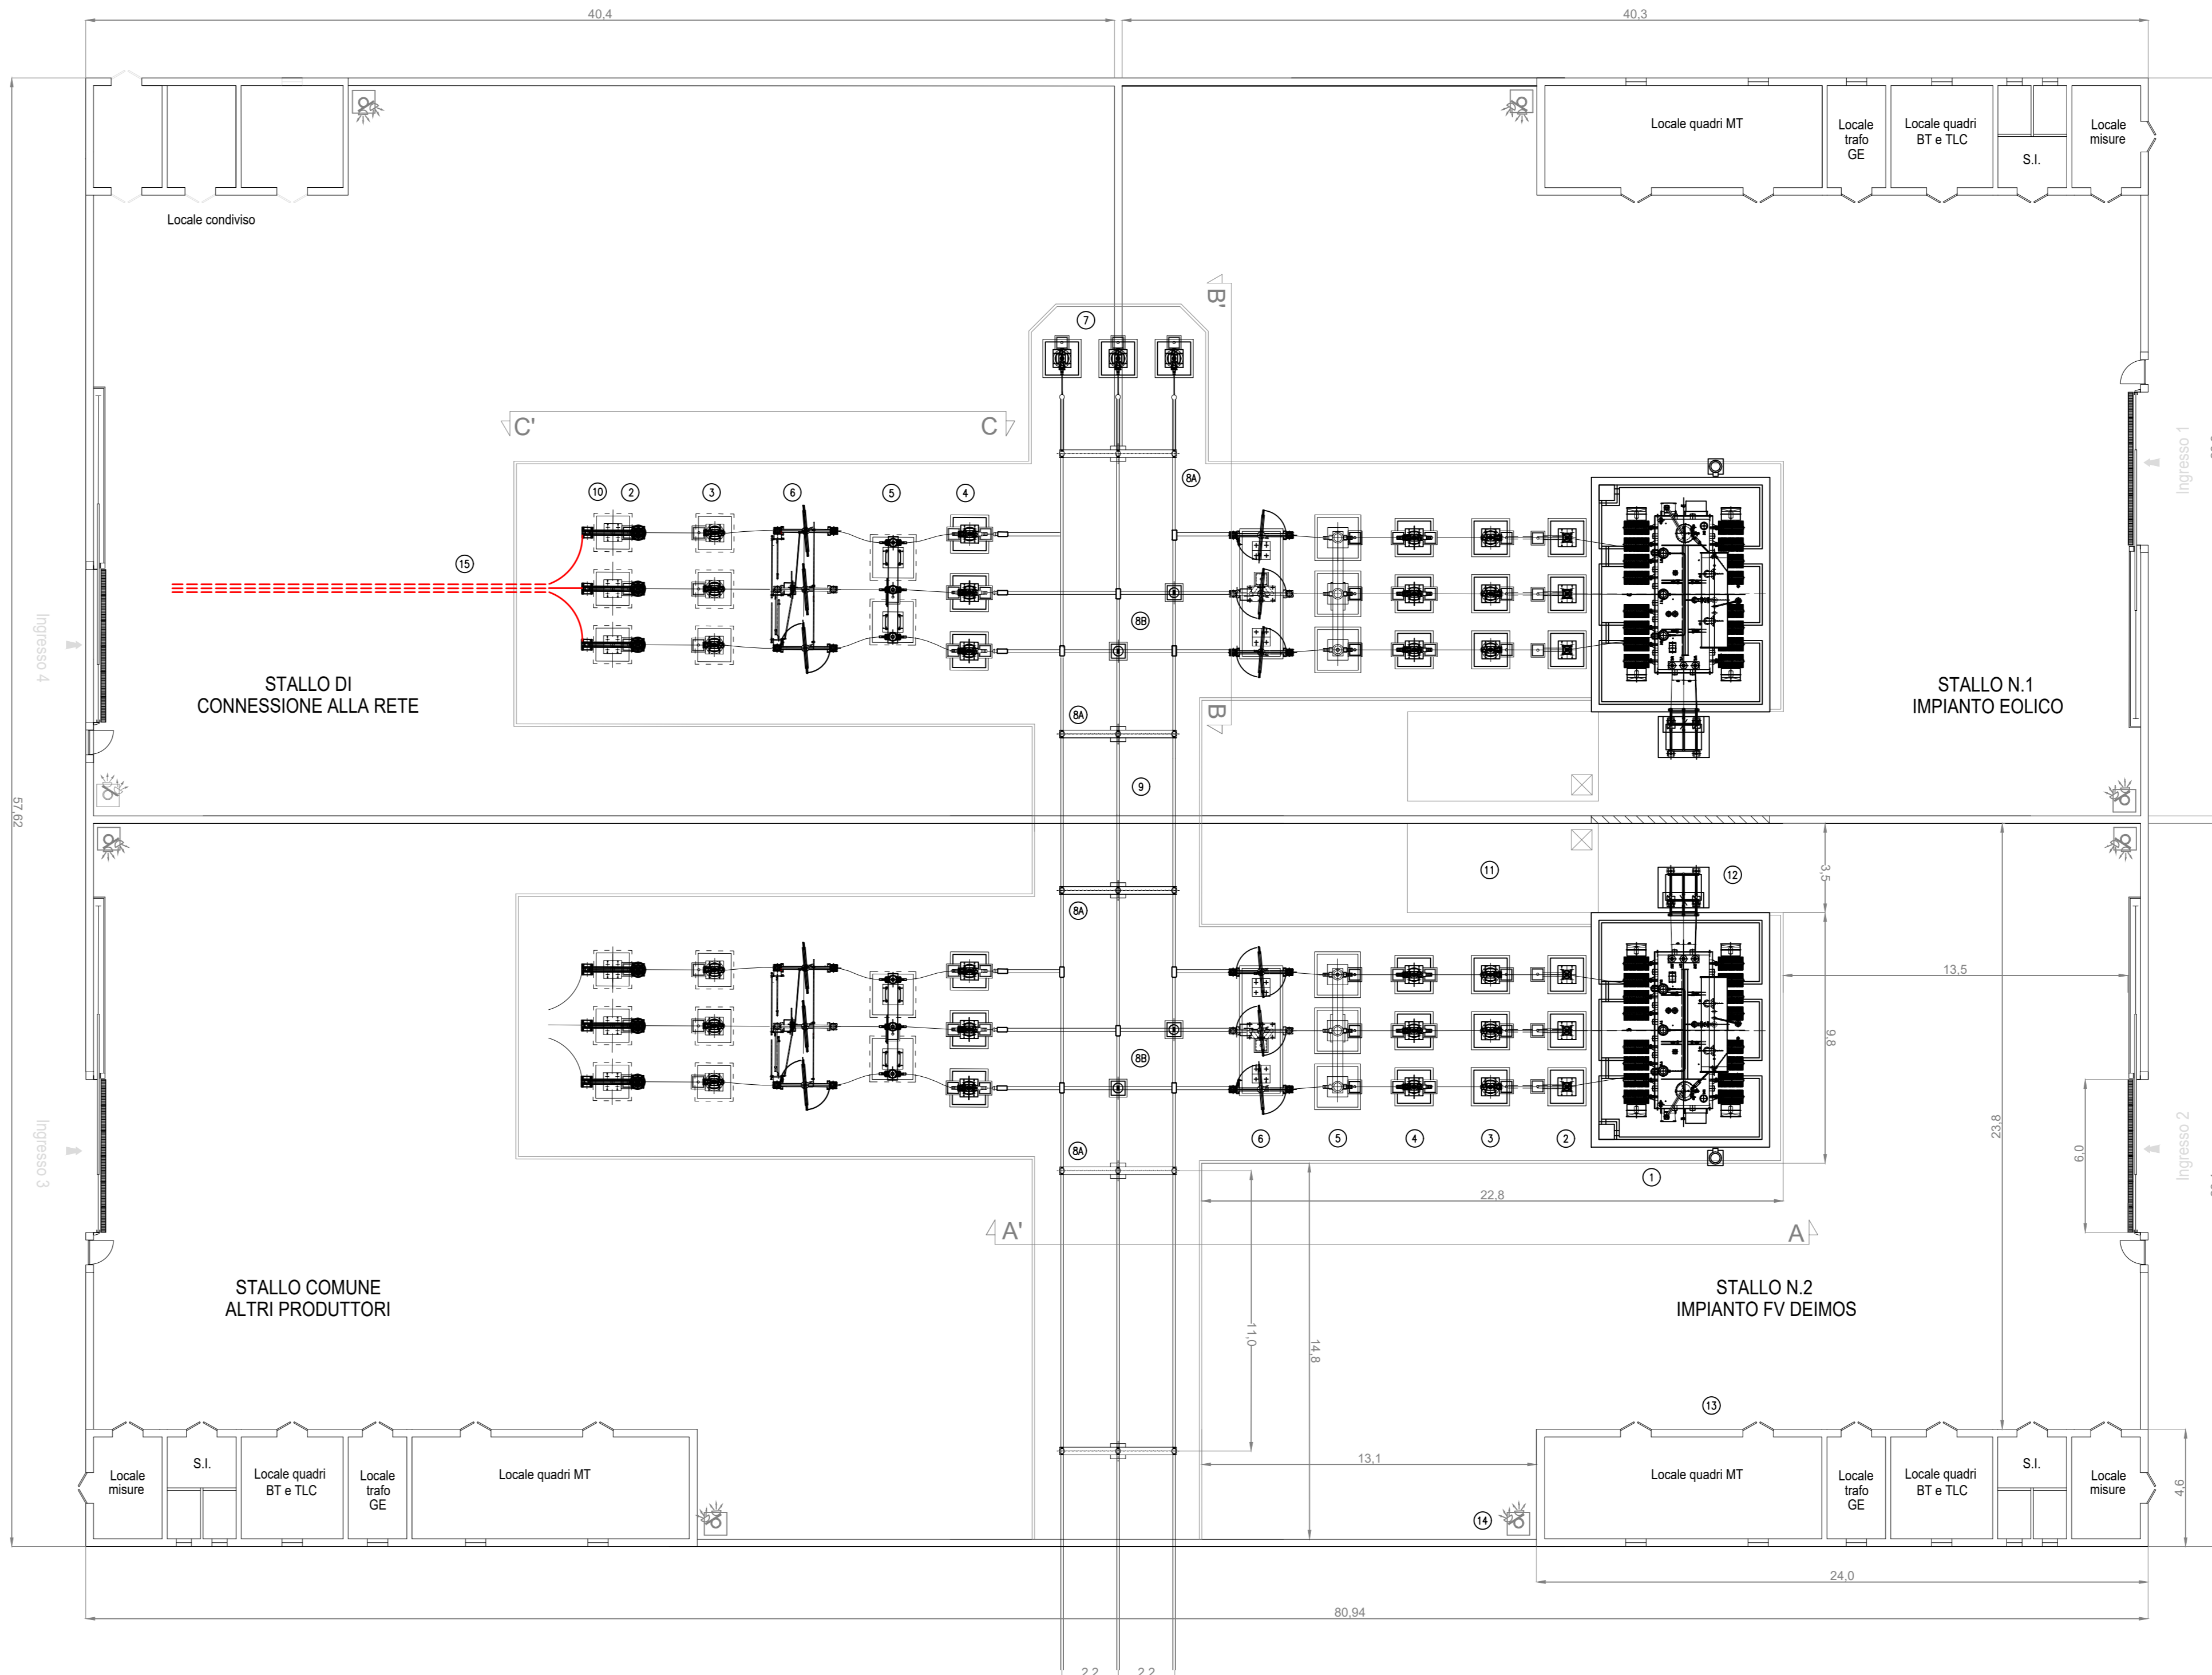 40,4
40,3
Locale quadri MT
Locale
trafo
GE
Locale quadri
BT e TLC
S.I.
Locale
misure
Locale condiviso
B'
7
C'
C
8A
Ingresso 1
10
2
3
6
5
4
15
8B
Ingresso 4
STALLO DI
CONNESSIONE ALLA RETE
STALLO N.1
IMPIANTO EOLICO
8A
B
9
57,62
11
12
3,5
8A
13,5
9,8
8B
23,8
6,0
Ingresso 3
Ingresso 2
8A
6
5
4
3
2
1
22,8
A'
A
STALLO COMUNE
ALTRI PRODUTTORI
STALLO N.2
IMPIANTO FV DEIMOS
11,0
14,8
13
Locale
misure
S.I.
Locale quadri
BT e TLC
Locale
trafo
GE
Locale quadri MT
13,1
14
Locale quadri MT
Locale
trafo
GE
Locale quadri
BT e TLC
S.I.
Locale
misure
4,6
24,0
80,94
2,2
2,2